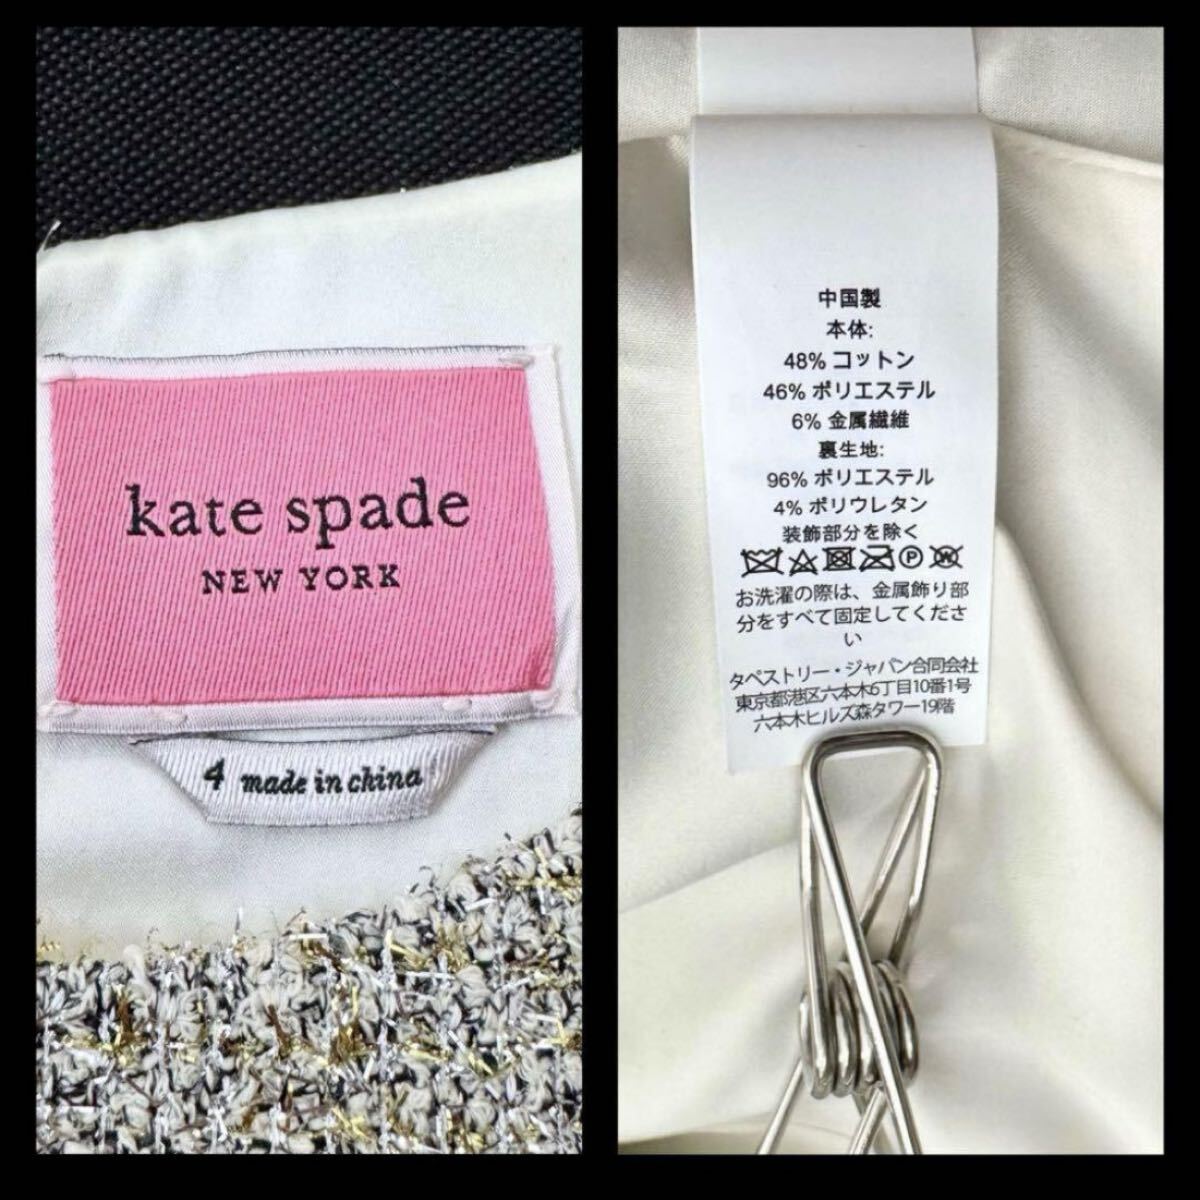 kate spade
NEW YORK
4 made in china
中国製
本体:
48% コットン
46% ポリエステル
6% 金属繊維
裏生地:
96% ポリエステル
4% ポリウレタン
装飾部分を除く
P W
お洗濯の際は、金属飾り部
分をすべて固定してくださ
い
タペストリー・ジャパン合同会社
東京都港区六本木6丁目10番1号
六本木ヒルズ森タワー19階